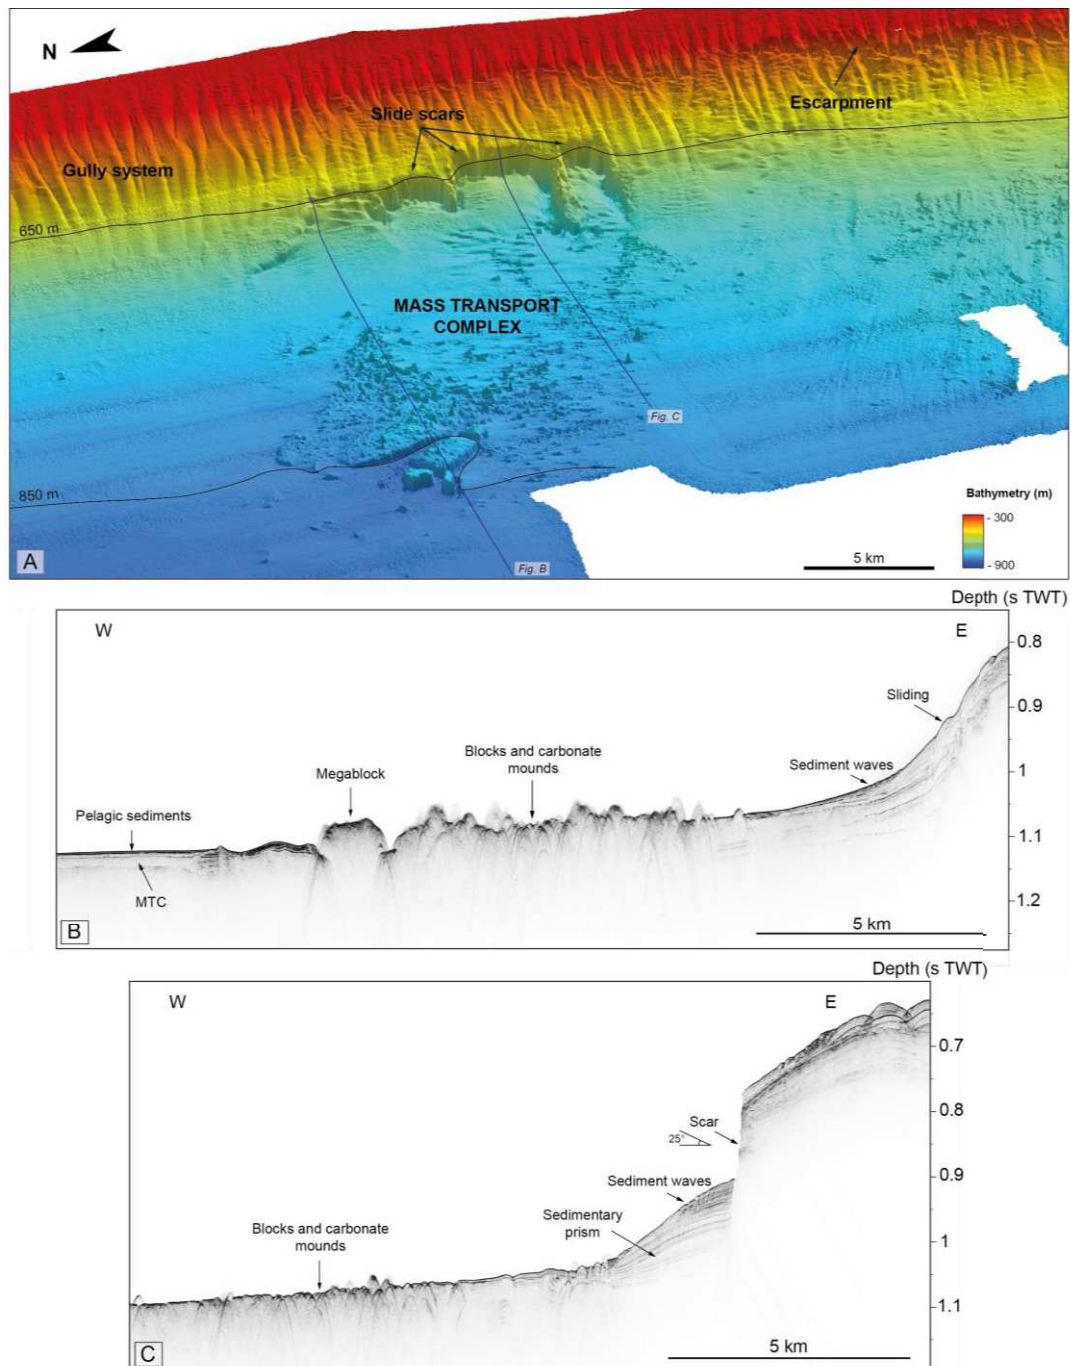 N
Slide scars
Escarpment
Gully system
650 m
MASS TRANSPORT
COMPLEX
Fig. C
850 m
Bathymetry (m)
- 300
- 900
A
Fig. B
5 km
Depth (s TWT)
W
E
0.8
Sliding
0.9
Blocks and carbonate
mounds
Sediment waves
Megablock
1
Pelagic sediments
1.1
MTC
1.2
5 km
B
Depth (s TWT)
W
E
0.7
0.8
Scar
25°
0.9
Sediment waves
Sedimentary
prism
Blocks and carbonate
mounds
1
1.1
5 km
C